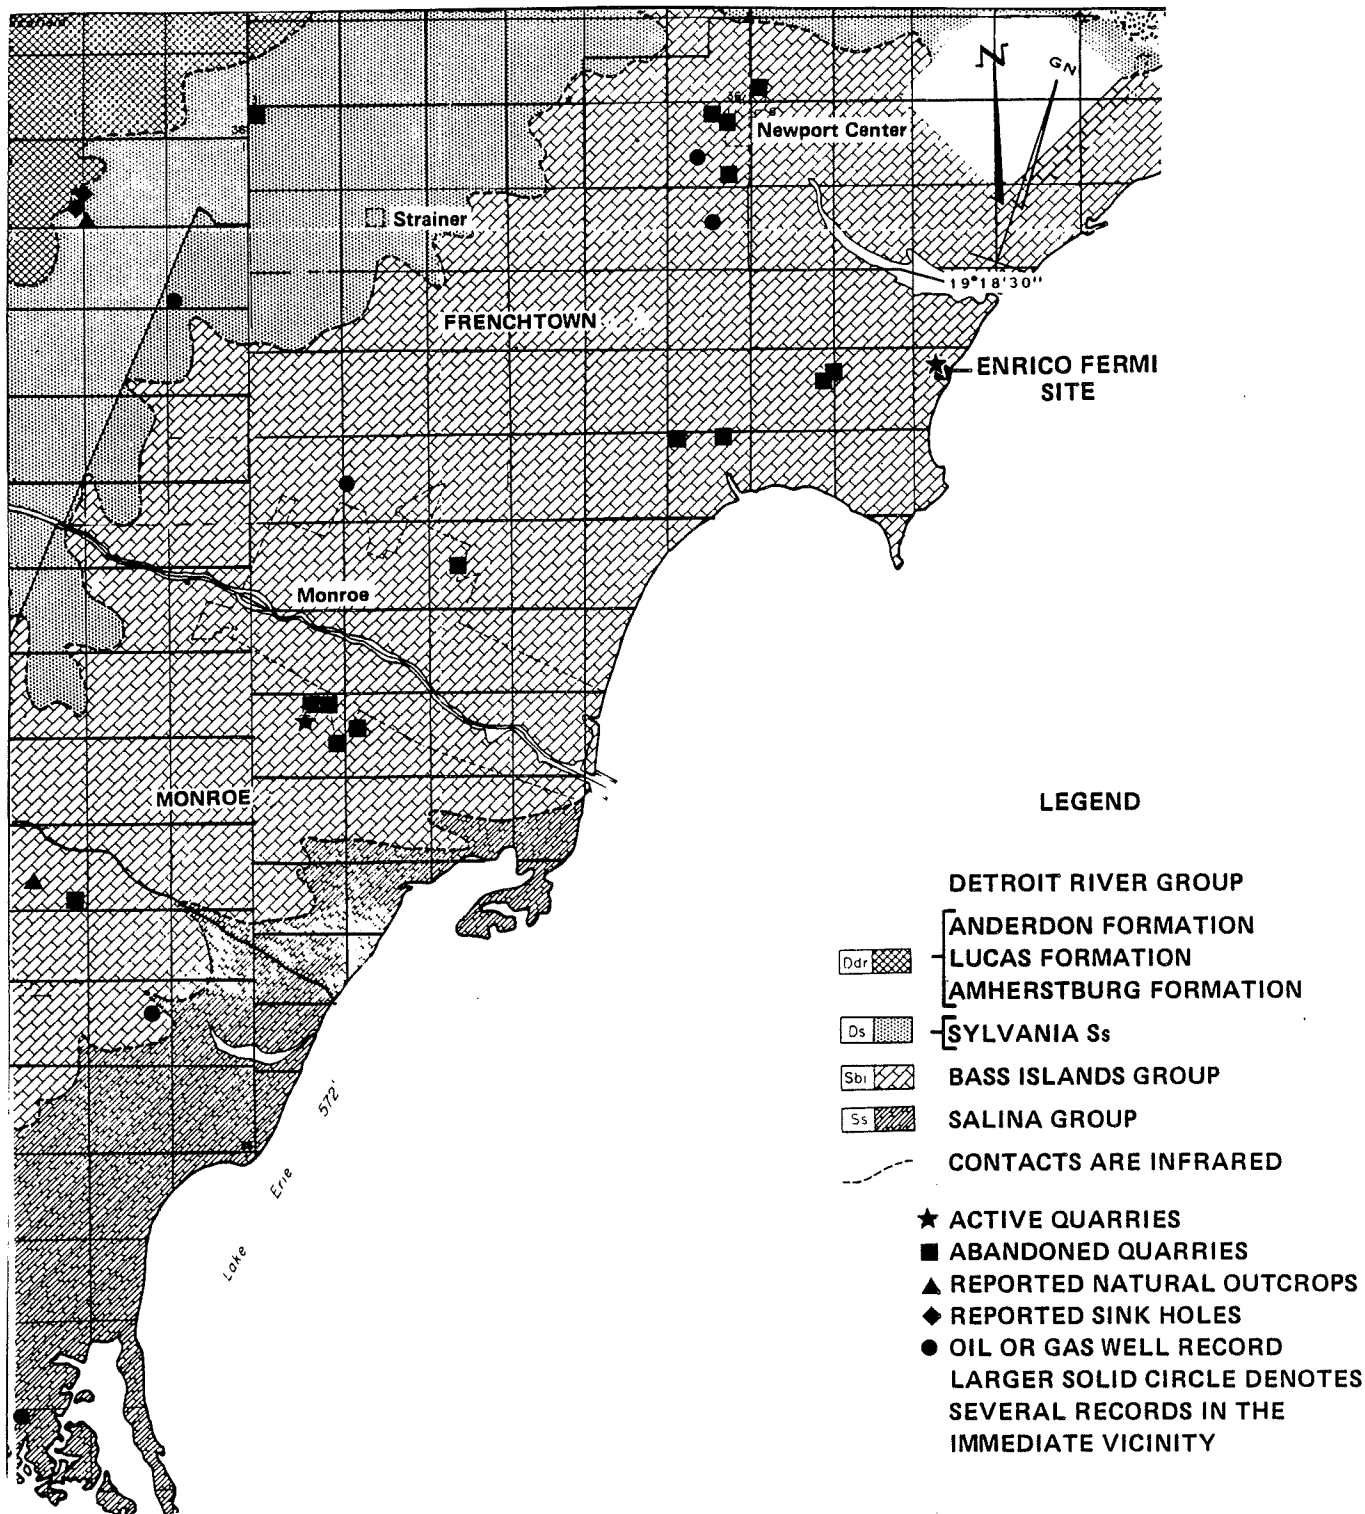 N
GN
36
36
6
Newport Center
Strainer
19°18'30"
FRENCHTOWN
ENRICO FERMI
SITE
Monroe
MONROE
572'
Erie
Lake
LEGEND
DETROIT RIVER GROUP
ANDERDON FORMATION
Ddr
LUCAS FORMATION
AMHERSTBURG FORMATION
Ds
SYLVANIA Ss
Sbi
BASS ISLANDS GROUP
Ss
SALINA GROUP
CONTACTS ARE INFRARED
ACTIVE QUARRIES
ABANDONED QUARRIES
REPORTED NATURAL OUTCROPS
REPORTED SINK HOLES
OIL OR GAS WELL RECORD
LARGER SOLID CIRCLE DENOTES
SEVERAL RECORDS IN THE
IMMEDIATE VICINITY